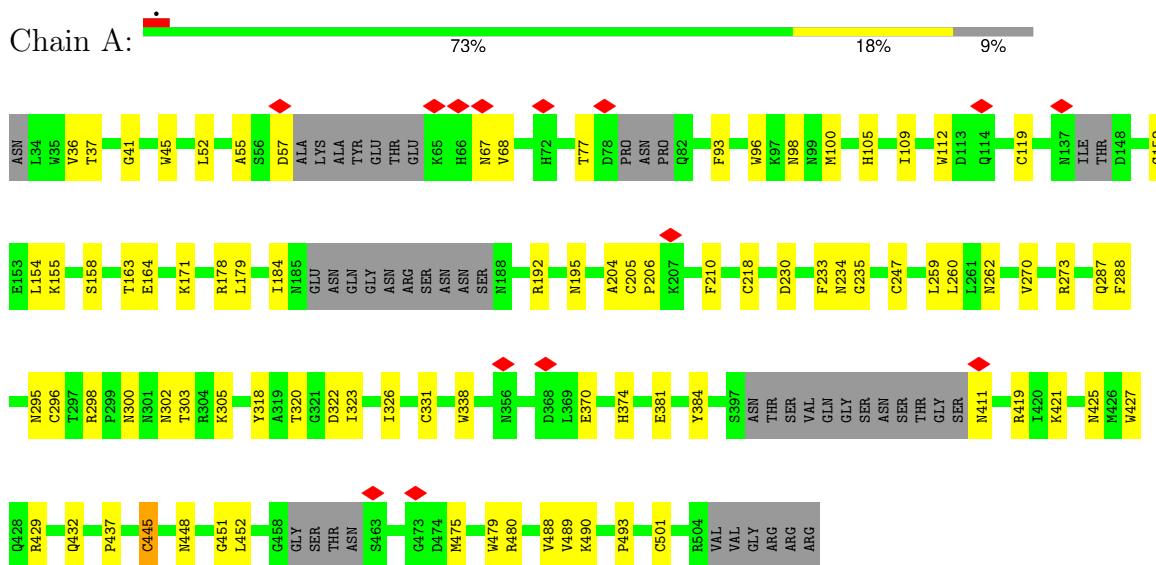 Chain A:
73% 18% 9%
ASN L34 W35 V36 T37 G41 W45 L52 A55 S56 D57 ALA LYS ALA TYR GLU THR GLU K65 H66 N67 V68 H72 T77 D78 PRO ASN PRO Q82 F93 W96 K97 N98 N99 M100 H105 I109 W112 D113 Q114 C119 N137 ILE THR D148
E153 L154 K155 S158 T163 E164 K171 R178 L179 I184 N185 GLU ASN GLN GLY ASN ARG SER ASN ASN SER N188 R192 N195 A204 C205 P206 K207 F210 C218 D230 F233 N234 G235 C247 L259 L260 L261 N262 V270 R273 Q287 F288
N295 C296 T297 R298 P299 N300 N301 N302 T303 R304 K305 Y318 A319 T320 G321 D322 I323 I326 C331 W338 N356 D368 L369 E370 H374 E381 Y384 S397 ASN THR SER VAL GLN GLY SER ASN SER THR GLY SER N411 R419 I420 K421 N425 M426 W427
Q428 R429 Q432 P437 C445 N448 G451 L452 G458 GLY SER THR ASN S463 G473 D474 M475 W479 R480 V488 V489 K490 P493 C501 R504 VAL VAL GLY ARG ARG ARG